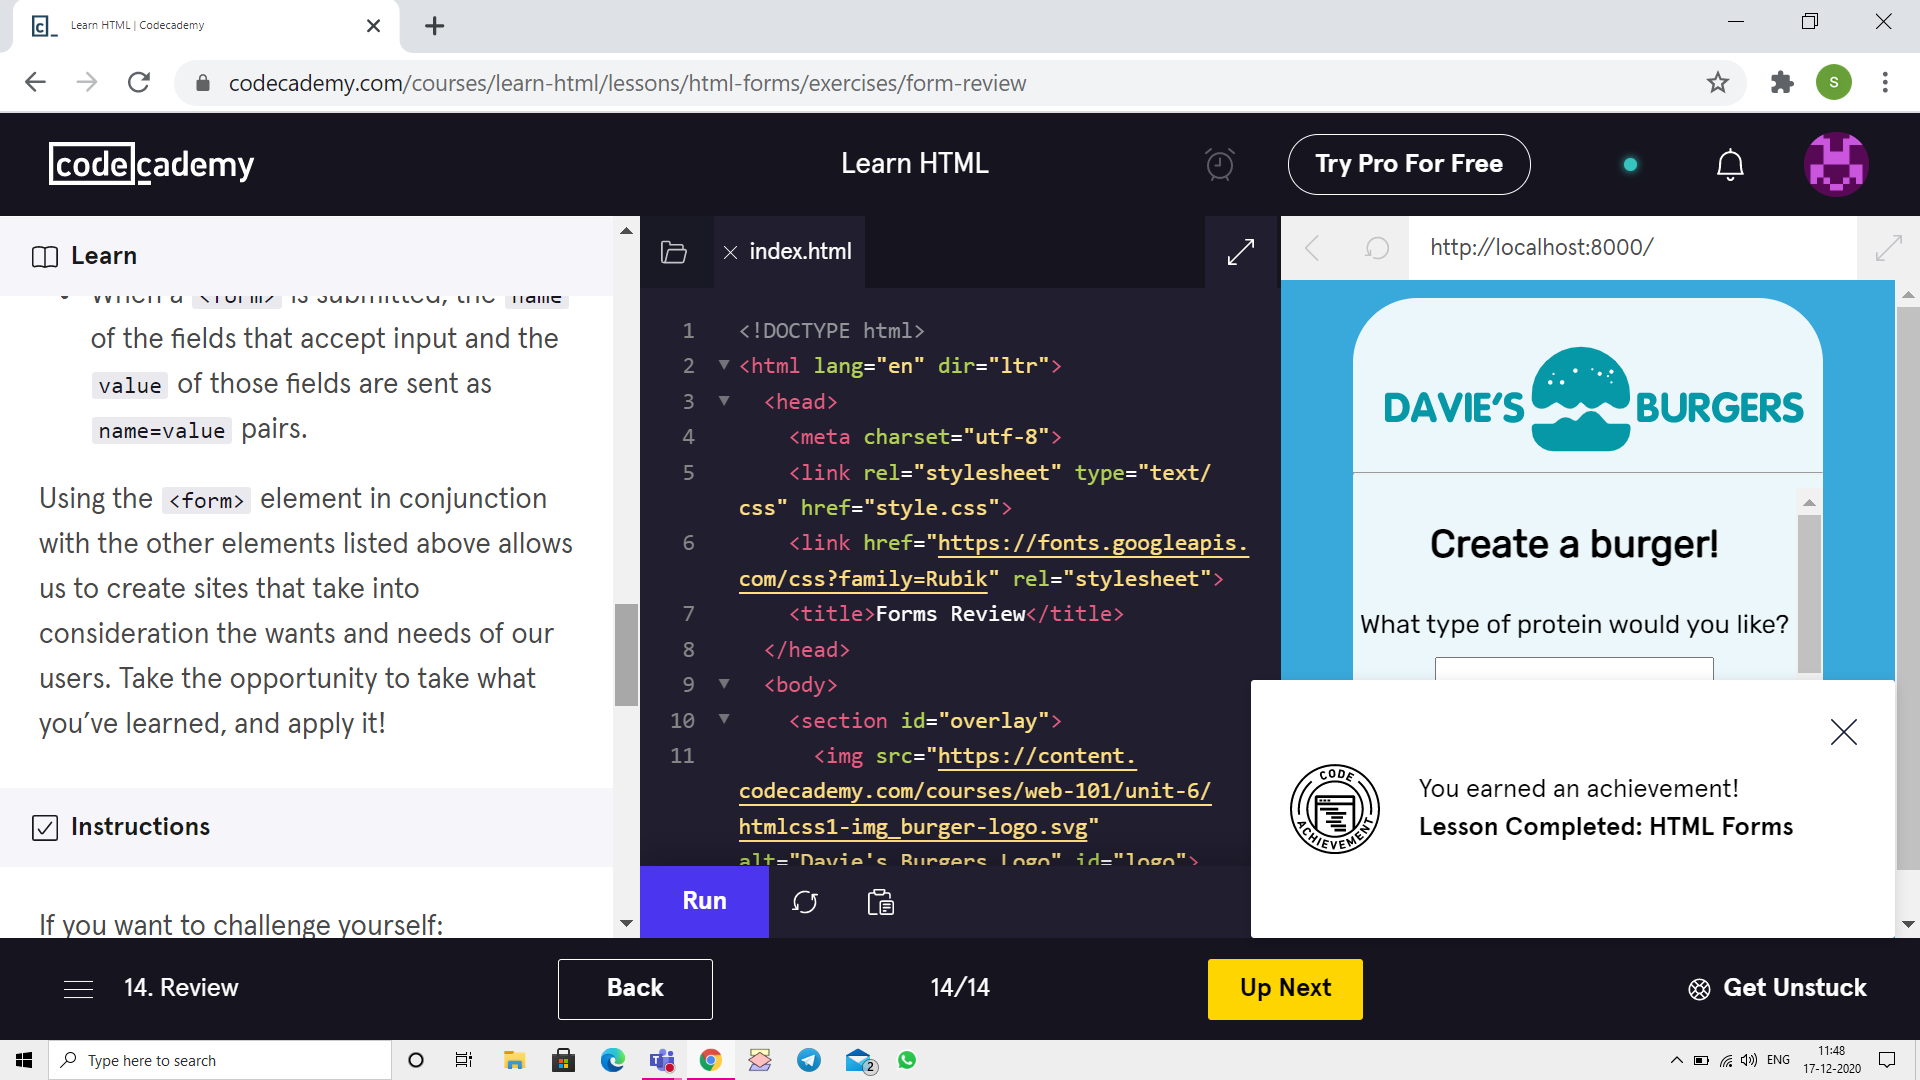 Learn HTML | Codecademy
codecademy.com/courses/learn-html/lessons/html-forms/exercises/form-review
S
codecademy
Learn HTML
Try Pro For Free
Learn
index.html
http://localhost:8000/
When a <form> is submitted, the name
of the fields that accept input and the
value of those fields are sent as
name=value pairs.
Using the <form> element in conjunction
with the other elements listed above allows
us to create sites that take into
consideration the wants and needs of our
users. Take the opportunity to take what
you’ve learned, and apply it!
Instructions
If you want to challenge yourself:
1 <!DOCTYPE html>
2 <html lang="en" dir="ltr">
3 <head>
4 <meta charset="utf-8">
5 <link rel="stylesheet" type="text/
css" href="style.css">
6 <link href="https://fonts.googleapis.
com/css?family=Rubik" rel="stylesheet">
7 <title>Forms Review</title>
8 </head>
9 <body>
10 <section id="overlay">
11 <img src="https://content.
codecademy.com/courses/web-101/unit-6/
htmlcss1-img_burger-logo.svg"
alt="Davie's Burgers Logo" id="logo">
Run
DAVIE'S BURGERS
Create a burger!
What type of protein would you like?
CODE
ACHIEVEMENT
You earned an achievement!
Lesson Completed: HTML Forms
14. Review
Back
14/14
Up Next
Get Unstuck
Type here to search
2
ENG
11:48
17-12-2020